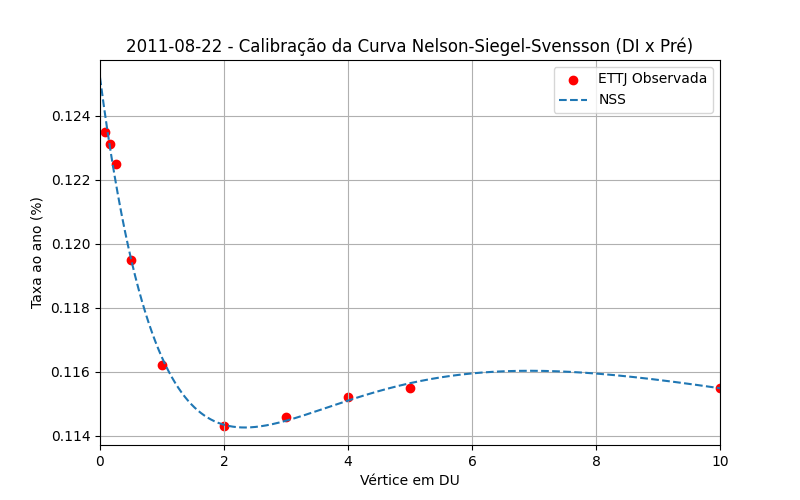 2011-08-22 - Calibração da Curva Nelson-Siegel-Svensson (DI x Pré)
ETTJ Observada
NSS
Taxa ao ano (%)
0.124
0.122
0.120
0.118
0.116
0.114
0 2 4 6 8 10
Vértice em DU